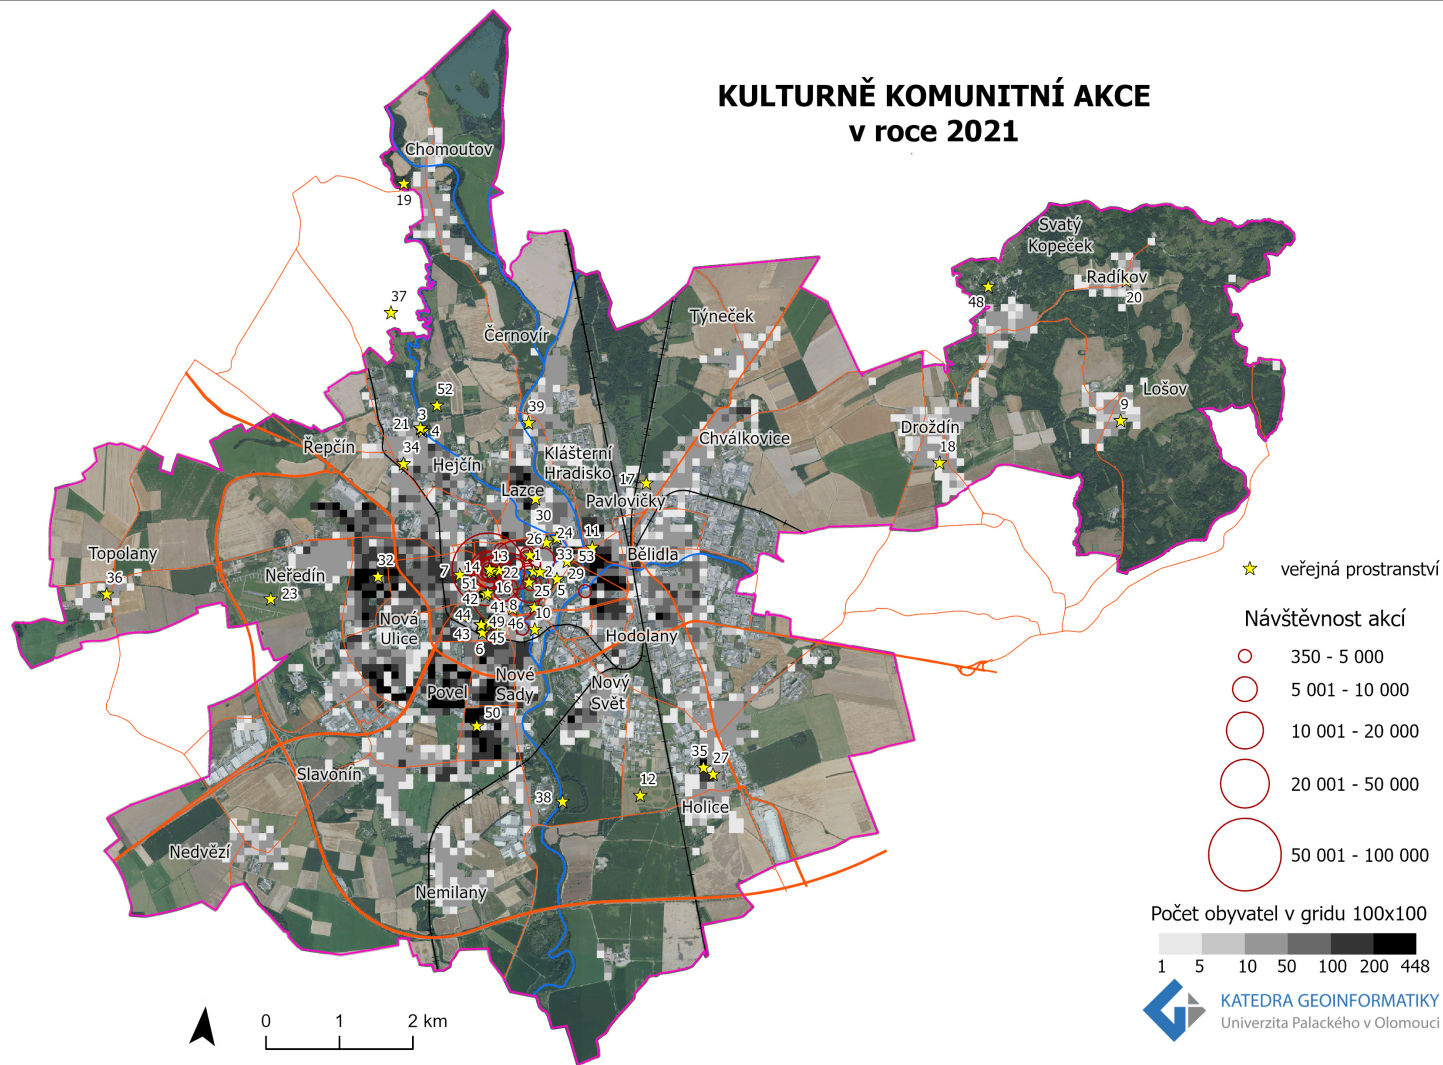 KULTURNĚ KOMUNITNÍ AKCE
v roce 2021
Chomoutov
19
Svatý
Kopeček
Radíkov
20
48
37
Týneček
Černovír
52
3
39
21
4
34
Řepčín
Hejčín
Klášterní
Hradisko
Chválkovice
Droždín
18
Lošov
9
17
Lazce
30
Pavlovičky
Topolany
36
Neředín
23
32
7
14
13
51
22
42
16
26
24
11
1
33
53
Bělidla
2
29
25
5
41
8
10
44
49
46
43
45
6
Nová
Ulice
Hodolany
Povel
Nové
Sady
Nový
Svět
50
Slavonín
35
27
12
38
Holice
Nedvězí
Nemilany
veřejná prostranství
Návštěvnost akcí
350 - 5 000
5 001 - 10 000
10 001 - 20 000
20 001 - 50 000
50 001 - 100 000
Počet obyvatel v gridu 100x100
1 5 10 50 100 200 448
KATEDRA GEOINFORMATIKY
Univerzita Palackého v Olomouci
0 1 2 km